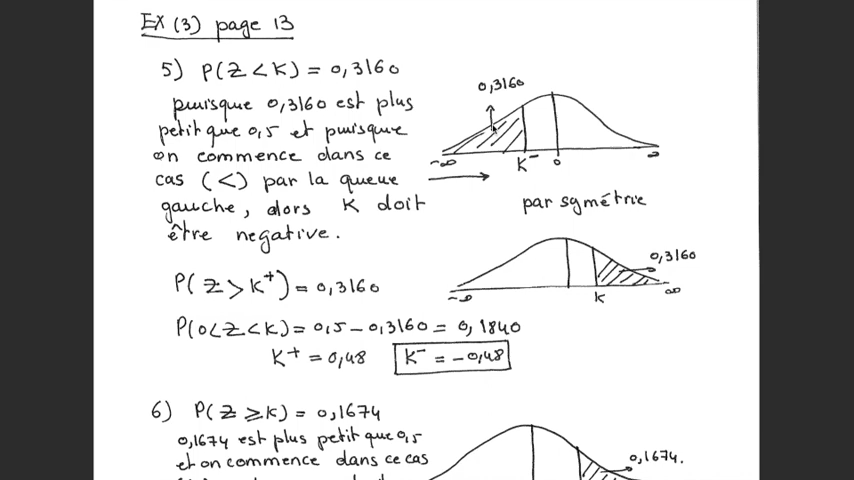 Ex (3) page 13
5) P(Z < K) = 0,3160
puisque 0,3160 est plus
petit que 0,5 et puisque
on commence dans ce
cas (<) par la queue
gauche, alors K doit
être negative.
0,3160
-∞ K⁻ 0 ∞
par symétrie
0,3160
-∞ K ∞
P(Z > K⁺) = 0,3160
P(0 < Z < K) = 0,5 - 0,3160 = 0,1840
K⁺ = 0,48 K⁻ = -0,48
6) P(Z ≥ K) = 0,1674
0,1674 est plus petit que 0,5
et on commence dans ce cas
0,1674.